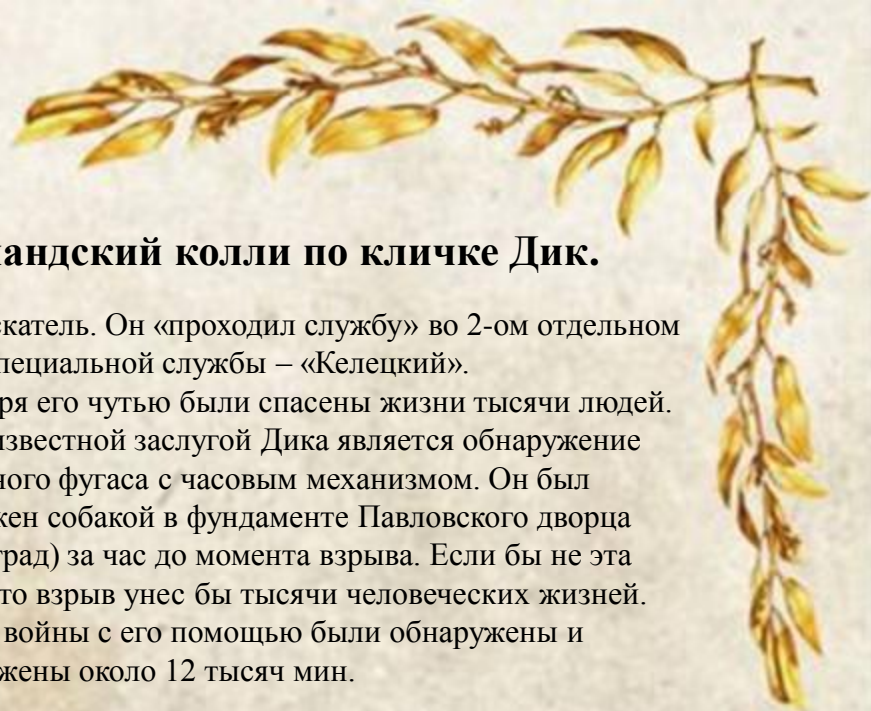 андский колли по кличке Дик.
скатель. Он «проходил службу» во 2-ом отдельном
пециальной службы – «Келецкий».
ря его чутью были спасены жизни тысячи людей.
известной заслугой Дика является обнаружение
ного фугаса с часовым механизмом. Он был
жен собакой в фундаменте Павловского дворца
град) за час до момента взрыва. Если бы не эта
то взрыв унес бы тысячи человеческих жизней.
войны с его помощью были обнаружены и
жены около 12 тысяч мин.